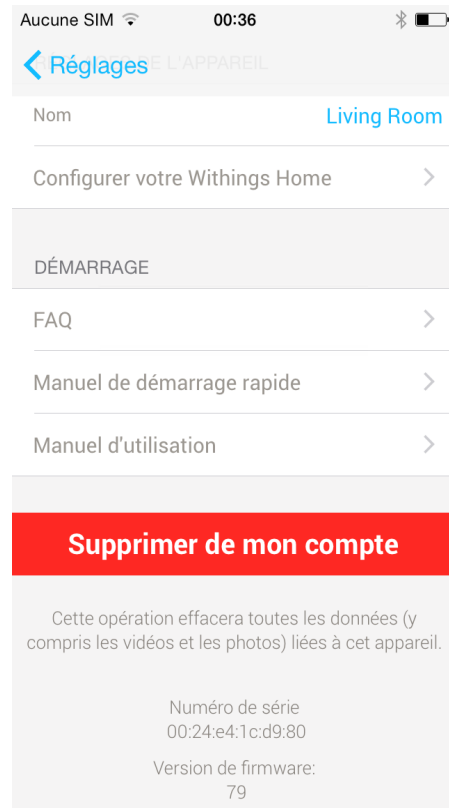 Aucune SIM 00:36
Réglages DE L'APPAREIL
Nom Living Room
Configurer votre Withings Home
DÉMARRAGE
FAQ
Manuel de démarrage rapide
Manuel d'utilisation
Supprimer de mon compte
Cette opération effacera toutes les données (y
compris les vidéos et les photos) liées à cet appareil.
Numéro de série
00:24:e4:1c:d9:80
Version de firmware:
79